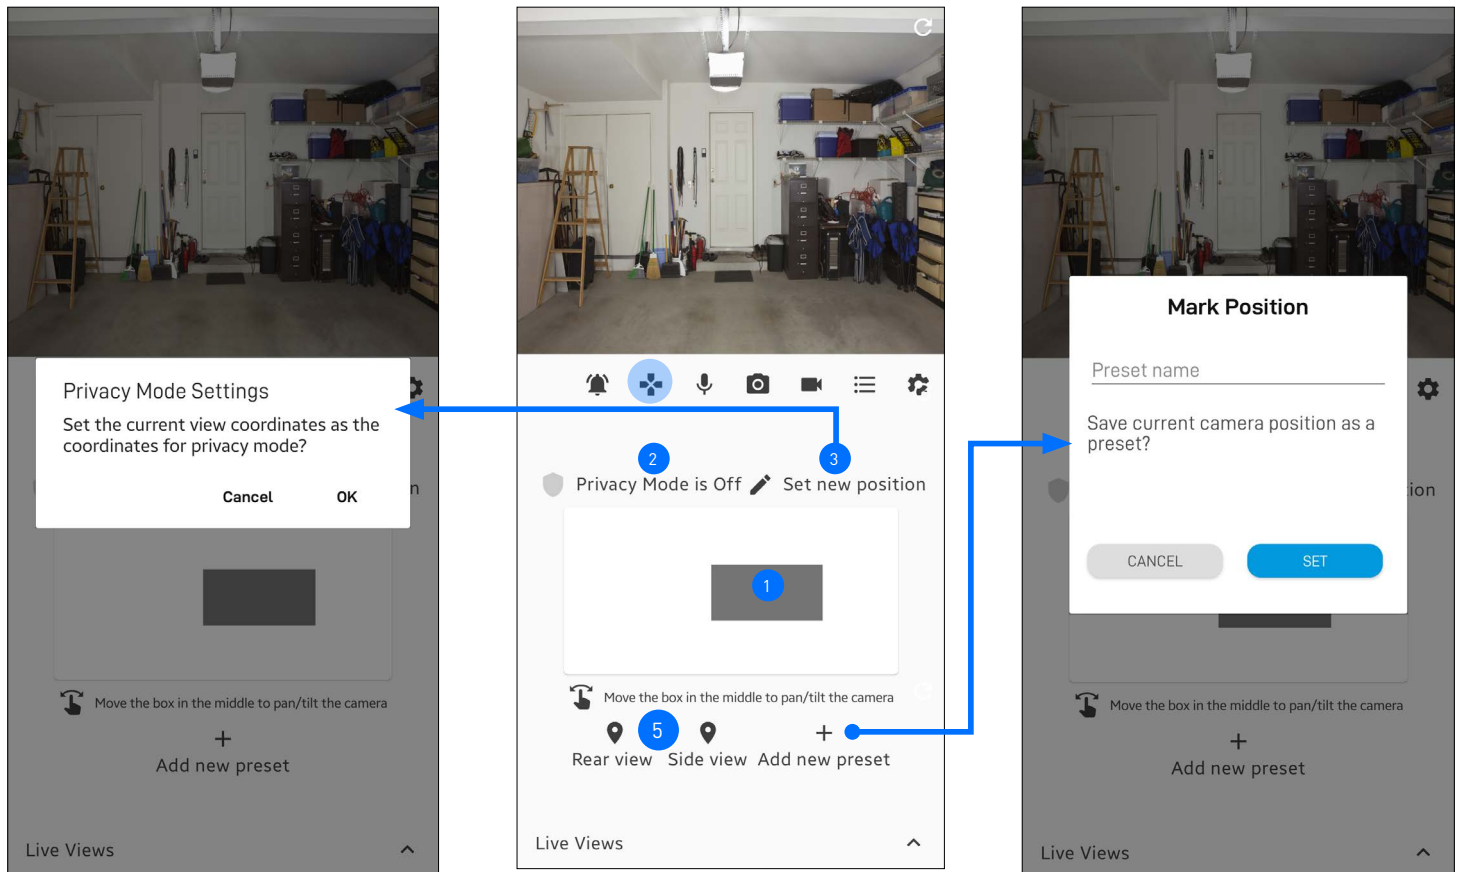 Privacy Mode Settings
Set the current view coordinates as the
coordinates for privacy mode?
Cancel OK
n
Move the box in the middle to pan/tilt the camera
+
Add new preset
Live Views
2
3
Privacy Mode is Off Set new position
1
Move the box in the middle to pan/tilt the camera
5
+
Rear view Side view Add new preset
Live Views
Mark Position
Preset name
Save current camera position as a
preset?
CANCEL SET
ion
Move the box in the middle to pan/tilt the camera
+
Add new preset
Live Views